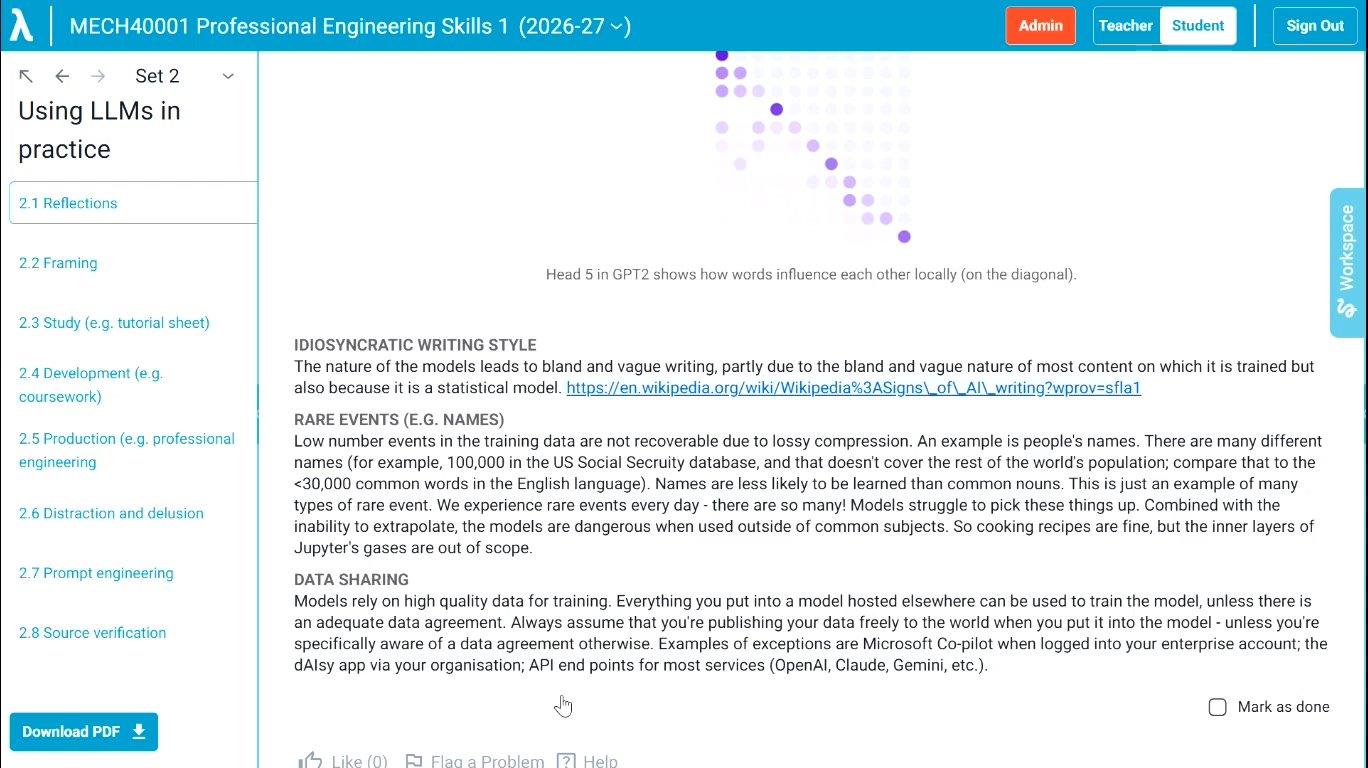 MECH40001 Professional Engineering Skills 1 (2026-27)
Admin
Teacher
Student
Sign Out
Set 2
Using LLMs in
practice
2.1 Reflections
2.2 Framing
2.3 Study (e.g. tutorial sheet)
2.4 Development (e.g.
coursework)
2.5 Production (e.g. professional
engineering
2.6 Distraction and delusion
2.7 Prompt engineering
2.8 Source verification
Download PDF
Head 5 in GPT2 shows how words influence each other locally (on the diagonal).
IDIOSYNCRATIC WRITING STYLE
The nature of the models leads to bland and vague writing, partly due to the bland and vague nature of most content on which it is trained but
also because it is a statistical model. https://en.wikipedia.org/wiki/Wikipedia%3ASigns\_of\_AI\_writing?wprov=sfla1
RARE EVENTS (E.G. NAMES)
Low number events in the training data are not recoverable due to lossy compression. An example is people's names. There are many different
names (for example, 100,000 in the US Social Secruity database, and that doesn't cover the rest of the world's population; compare that to the
<30,000 common words in the English language). Names are less likely to be learned than common nouns. This is just an example of many
types of rare event. We experience rare events every day - there are so many! Models struggle to pick these things up. Combined with the
inability to extrapolate, the models are dangerous when used outside of common subjects. So cooking recipes are fine, but the inner layers of
Jupyter's gases are out of scope.
DATA SHARING
Models rely on high quality data for training. Everything you put into a model hosted elsewhere can be used to train the model, unless there is
an adequate data agreement. Always assume that you're publishing your data freely to the world when you put it into the model - unless you're
specifically aware of a data agreement otherwise. Examples of exceptions are Microsoft Co-pilot when logged into your enterprise account; the
dAIsy app via your organisation; API end points for most services (OpenAI, Claude, Gemini, etc.).
Mark as done
Like (0)
Flag a Problem
Help
Workspace